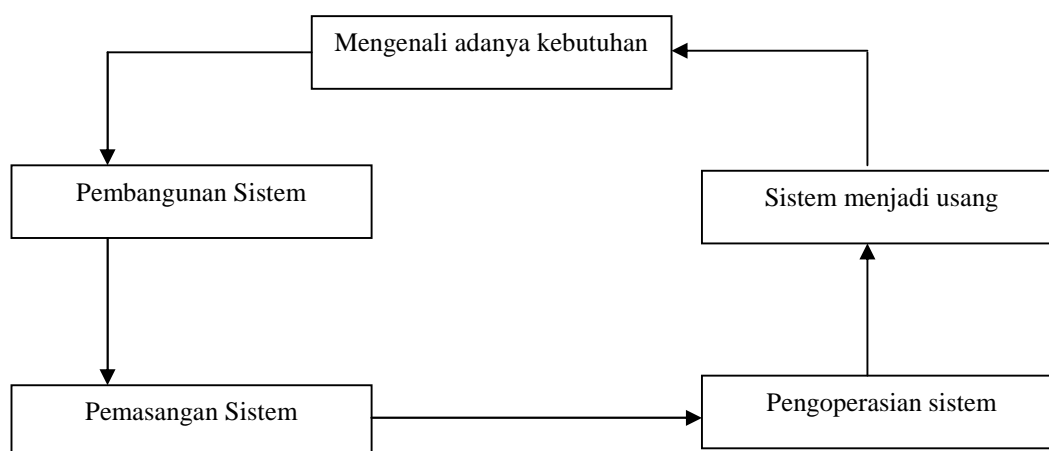 Mengenali adanya kebutuhan
Pembangunan Sistem
Sistem menjadi usang
Pemasangan Sistem
Pengoperasian sistem